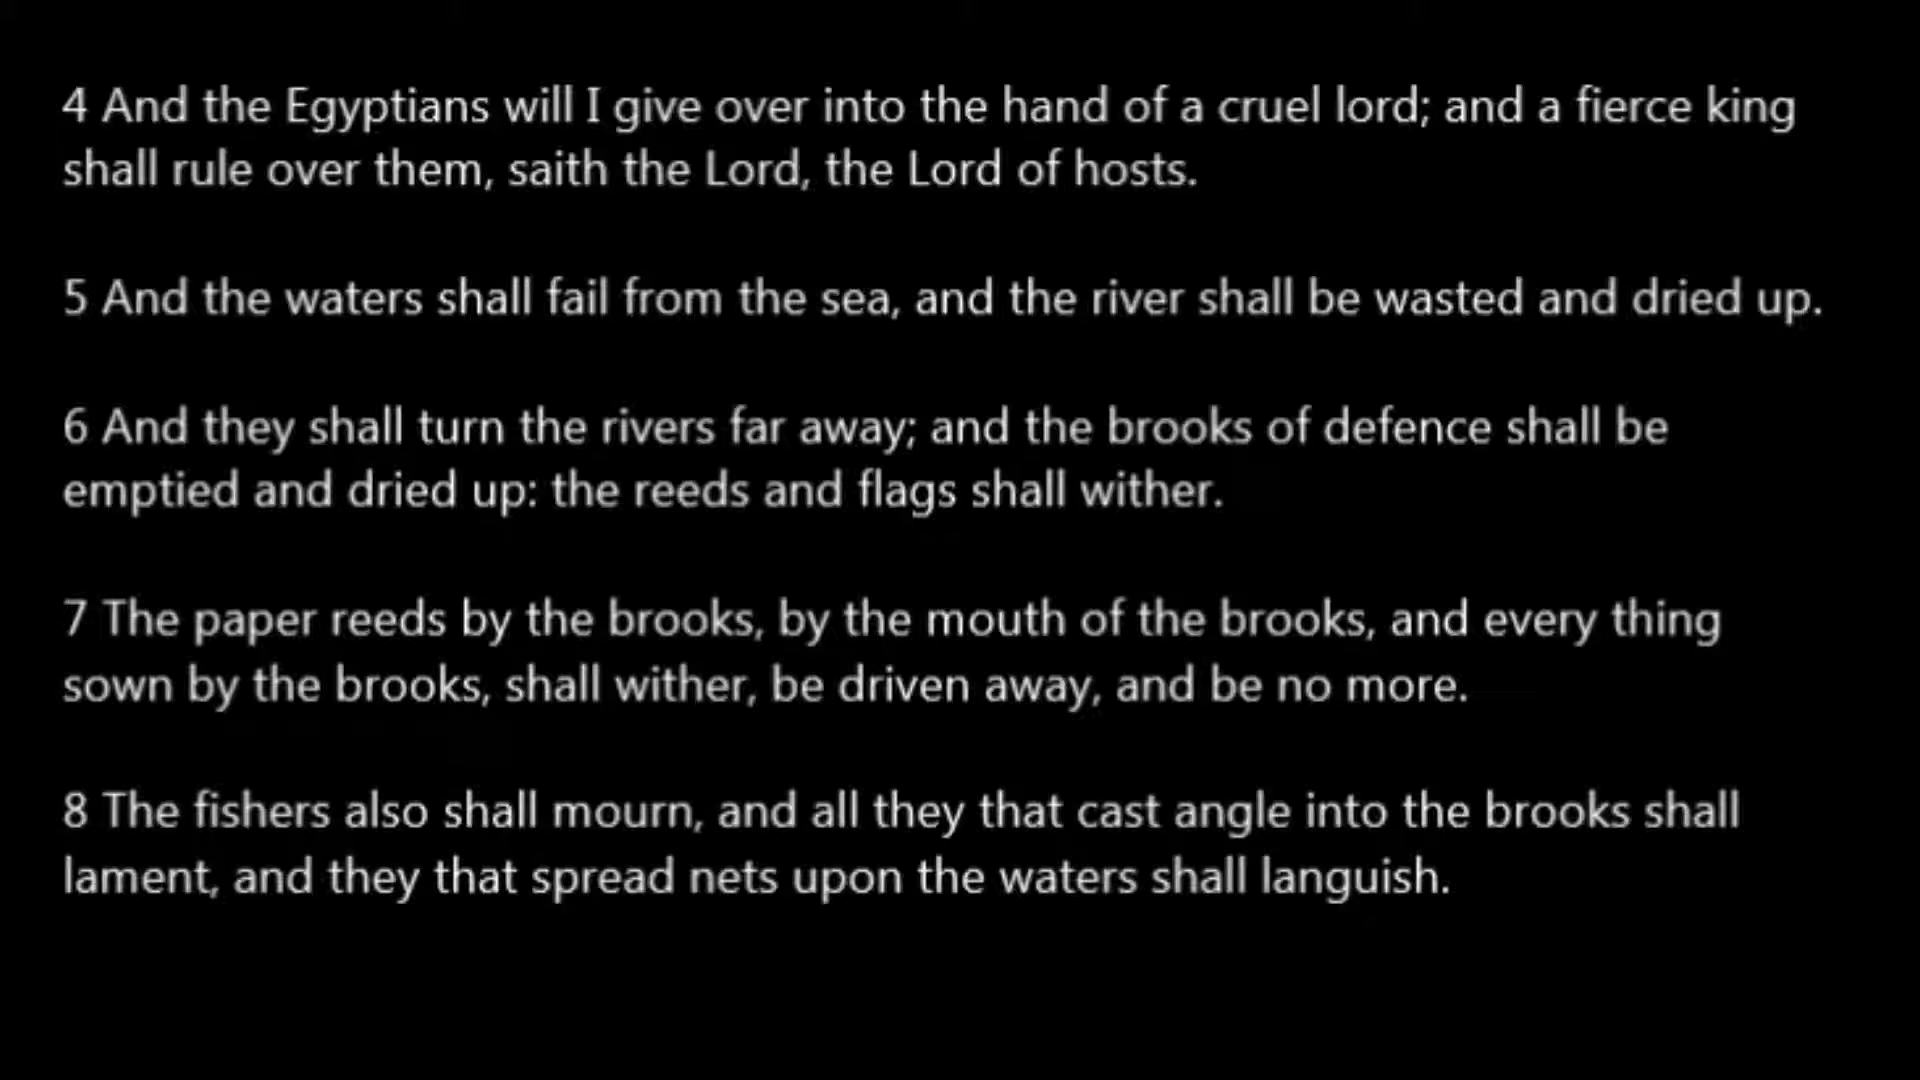 4 And the Egyptians will I give over into the hand of a cruel lord; and a fierce king
shall rule over them, saith the Lord, the Lord of hosts.
5 And the waters shall fail from the sea, and the river shall be wasted and dried up.
6 And they shall turn the rivers far away; and the brooks of defence shall be
emptied and dried up: the reeds and flags shall wither.
7 The paper reeds by the brooks, by the mouth of the brooks, and every thing
sown by the brooks, shall wither, be driven away, and be no more.
8 The fishers also shall mourn, and all they that cast angle into the brooks shall
lament, and they that spread nets upon the waters shall languish.